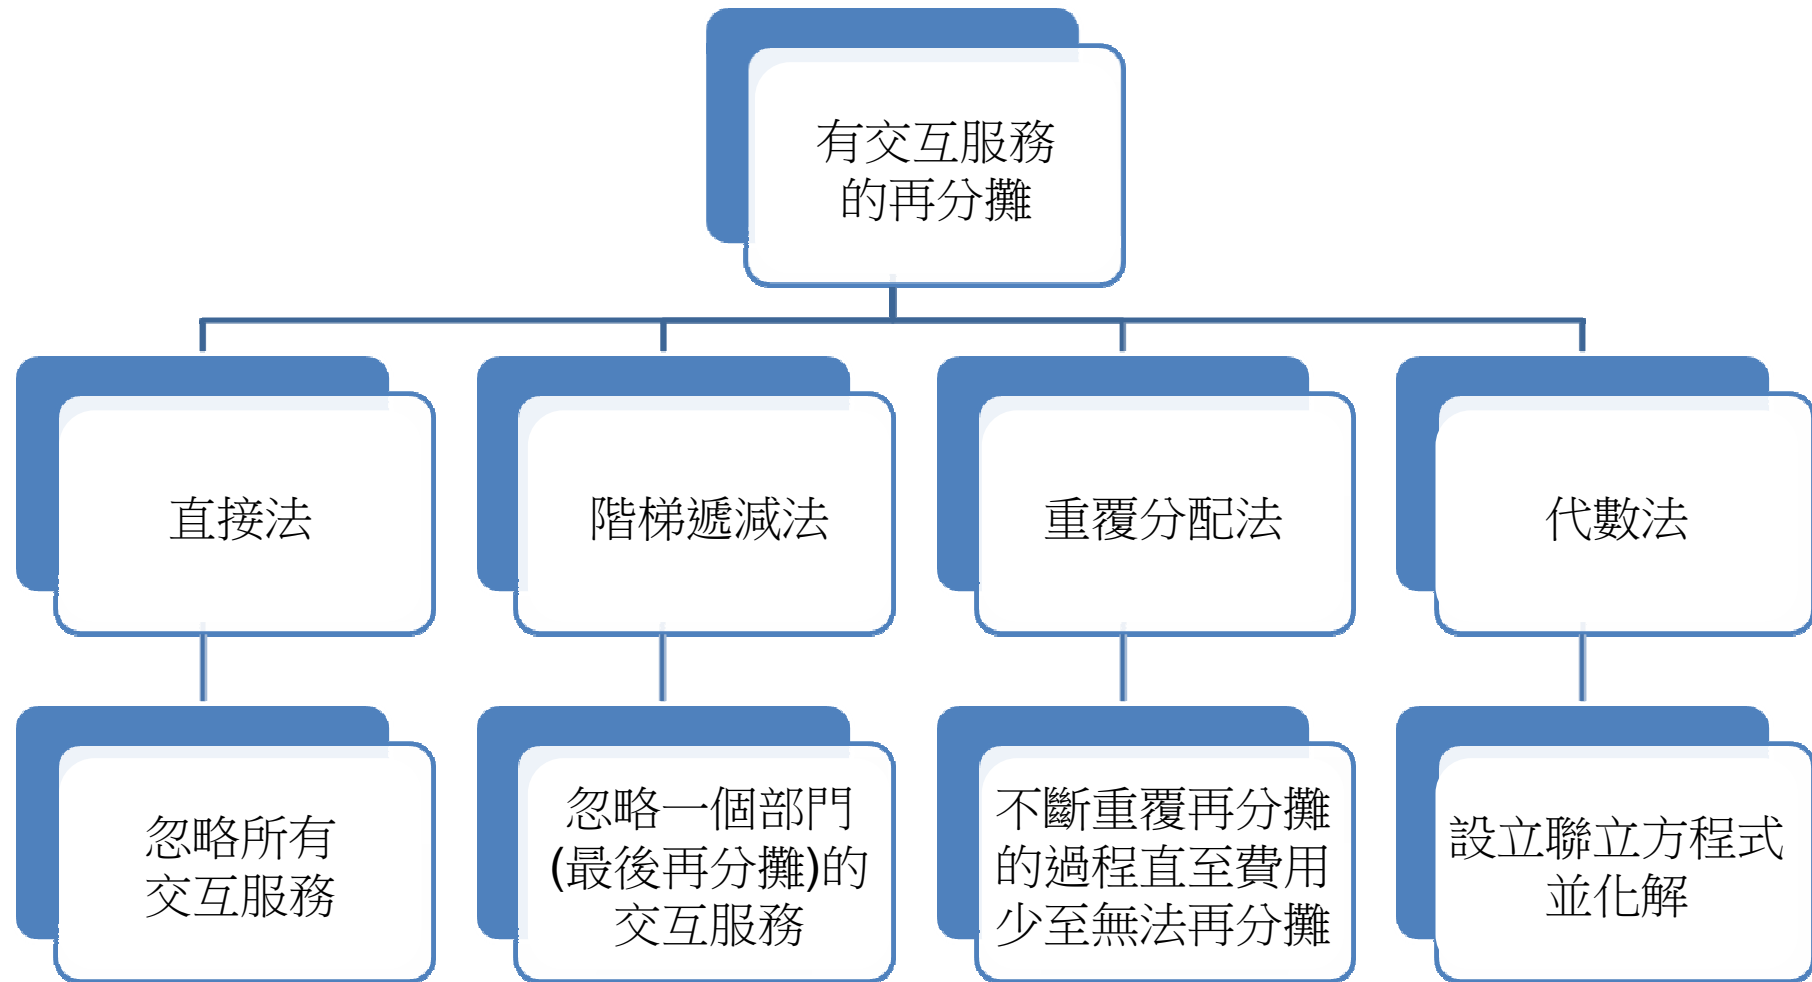 有交互服務
的再分攤
直接法
階梯遞減法
重覆分配法
代數法
忽略所有
交互服務
忽略一個部門
(最後再分攤)的
交互服務
不斷重覆再分攤
的過程直至費用
少至無法再分攤
設立聯立方程式
並化解